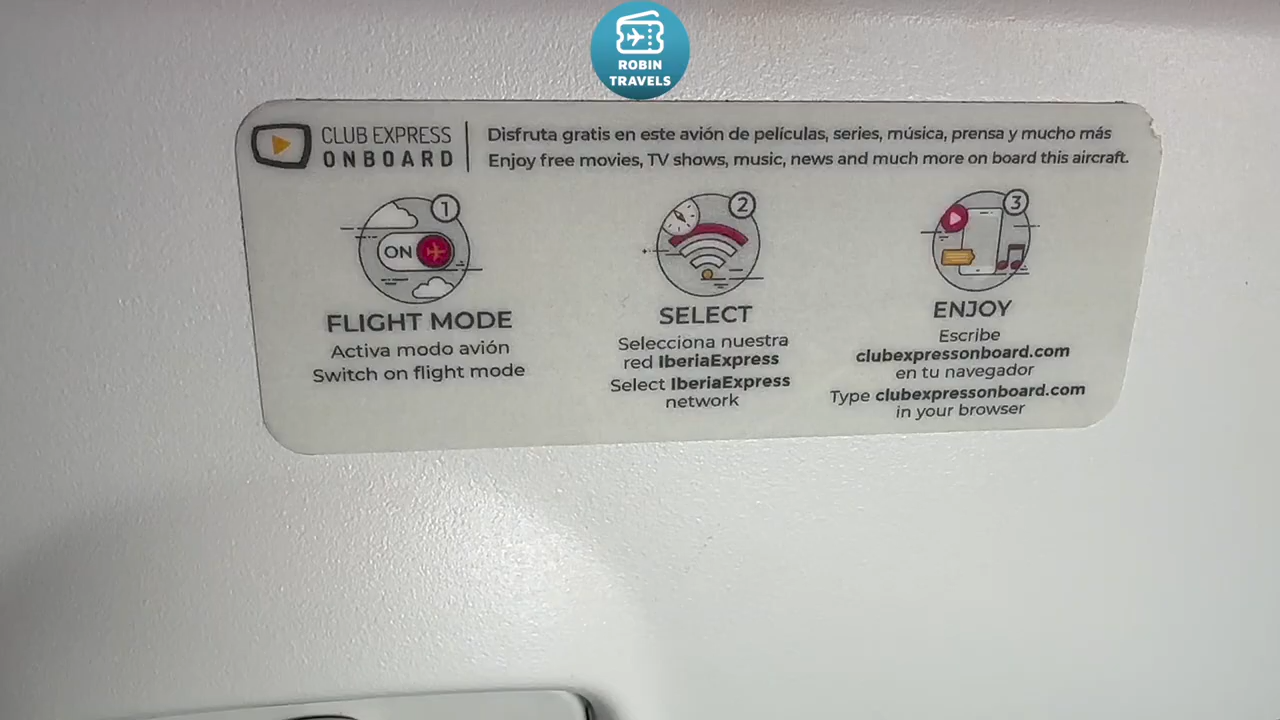 ROBIN
TRAVELS
CLUB EXPRESS
ONBOARD
Disfruta gratis en este avión de películas, series, música, prensa y mucho más
Enjoy free movies, TV shows, music, news and much more on board this aircraft.
1
ON
FLIGHT MODE
Activa modo avión
Switch on flight mode
2
SELECT
Selecciona nuestra
red IberiaExpress
Select IberiaExpress
network
3
ENJOY
Escribe
clubexpressonboard.com
en tu navegador
Type clubexpressonboard.com
in your browser